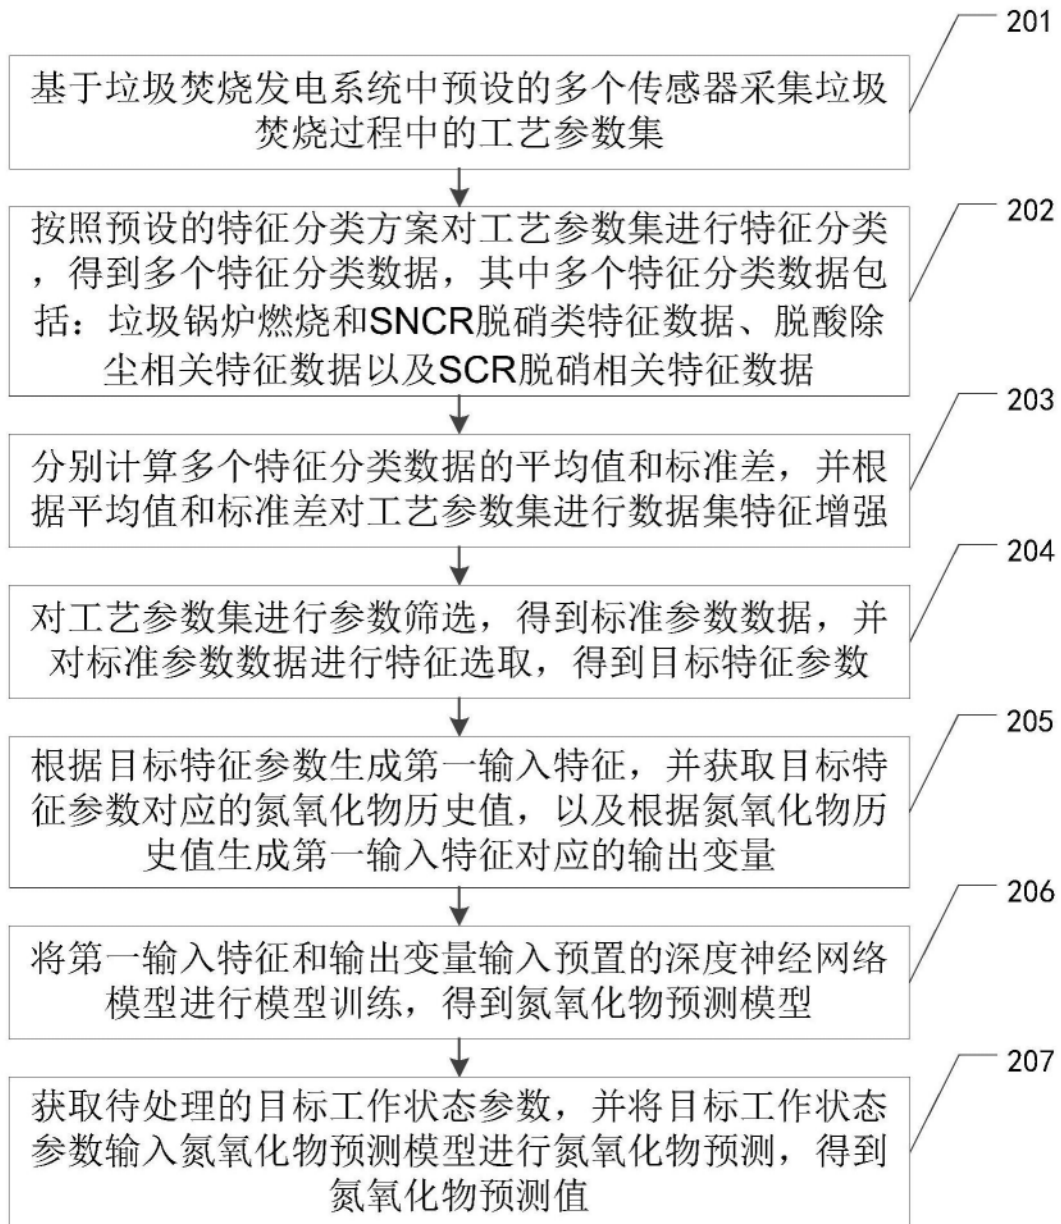 201
基于垃圾焚烧发电系统中预设的多个传感器采集垃圾
焚烧过程中的工艺参数集
202
按照预设的特征分类方案对工艺参数集进行特征分类
，得到多个特征分类数据，其中多个特征分类数据包
括：垃圾锅炉燃烧和SNCR脱硝类特征数据、脱酸除
尘相关特征数据以及SCR脱硝相关特征数据
203
分别计算多个特征分类数据的平均值和标准差，并根
据平均值和标准差对工艺参数集进行数据集特征增强
204
对工艺参数集进行参数筛选，得到标准参数数据，并
对标准参数数据进行特征选取，得到目标特征参数
205
根据目标特征参数生成第一输入特征，并获取目标特
征参数对应的氮氧化物历史值，以及根据氮氧化物历
史值生成第一输入特征对应的输出变量
206
将第一输入特征和输出变量输入预置的深度神经网络
模型进行模型训练，得到氮氧化物预测模型
207
获取待处理的目标工作状态参数，并将目标工作状态
参数输入氮氧化物预测模型进行氮氧化物预测，得到
氮氧化物预测值